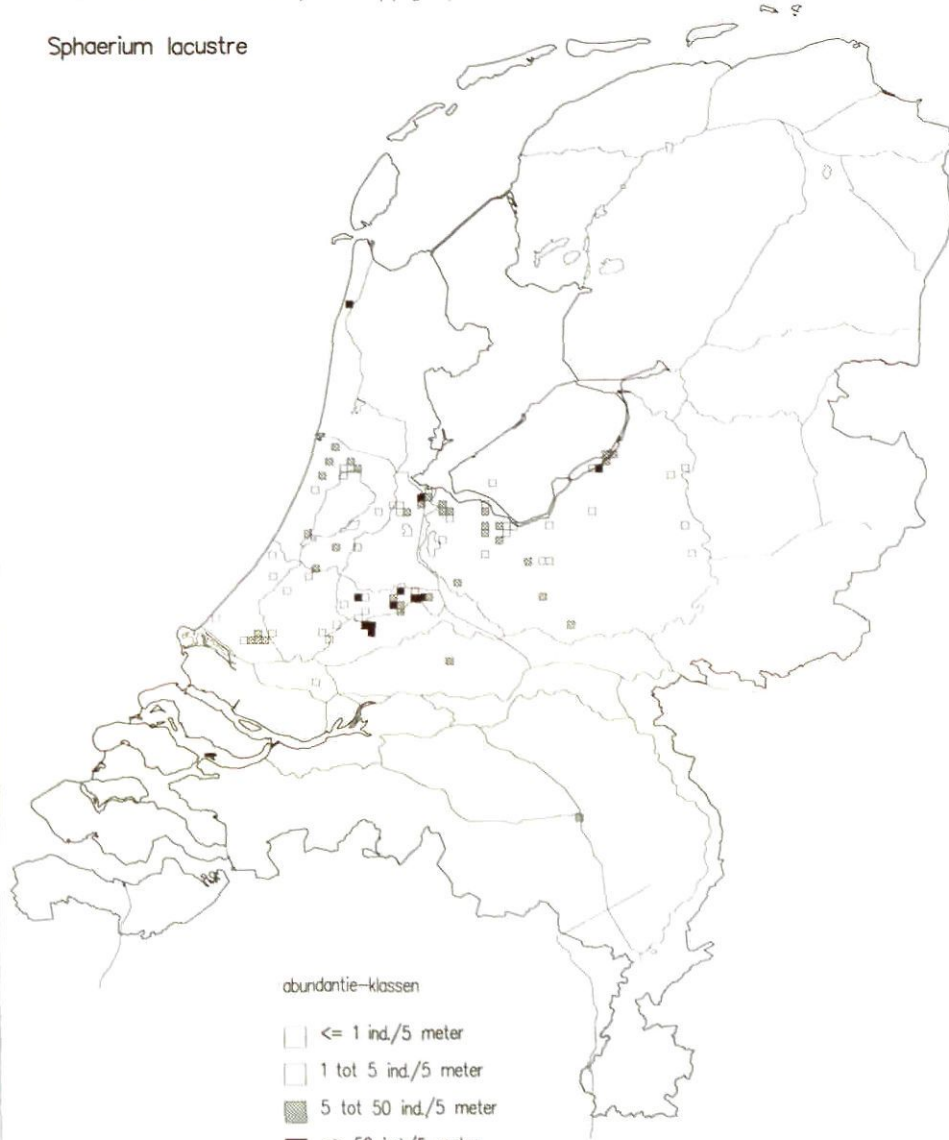 Sphaerium lacustre
abundantie-klassen
<= 1 ind./5 meter
1 tot 5 ind./5 meter
5 tot 50 ind./5 meter